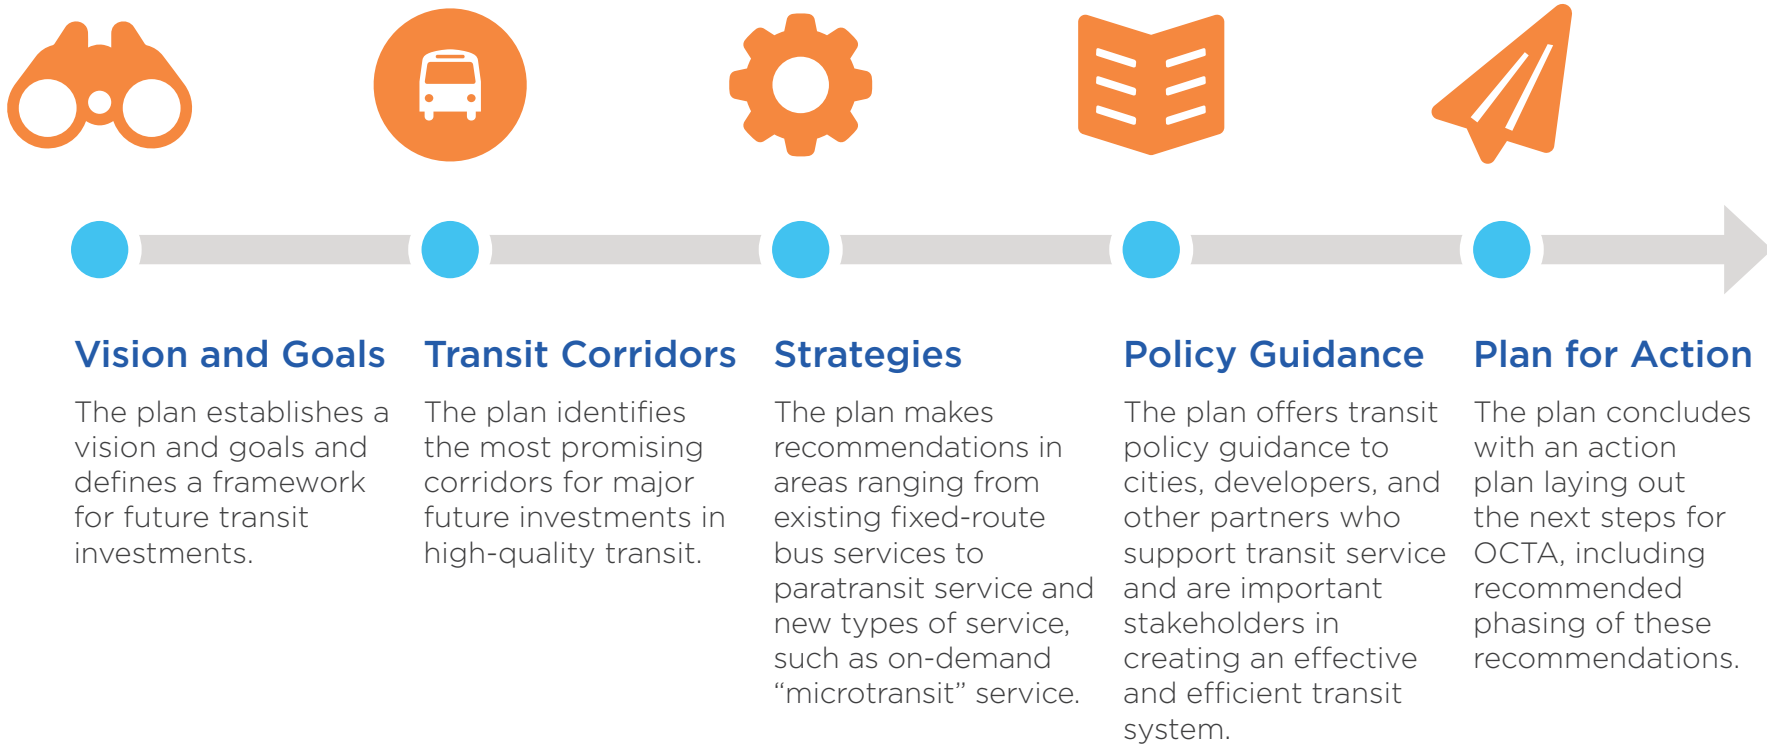 Vision and Goals
The plan establishes a
vision and goals and
defines a framework
for future transit
investments.
Transit Corridors
The plan identifies
the most promising
corridors for major
future investments in
high-quality transit.
Strategies
The plan makes
recommendations in
areas ranging from
existing fixed-route
bus services to
paratransit service and
new types of service,
such as on-demand
“microtransit” service.
Policy Guidance
The plan offers transit
policy guidance to
cities, developers, and
other partners who
support transit service
and are important
stakeholders in
creating an effective
and efficient transit
system.
Plan for Action
The plan concludes
with an action
plan laying out
the next steps for
OCTA, including
recommended
phasing of these
recommendations.